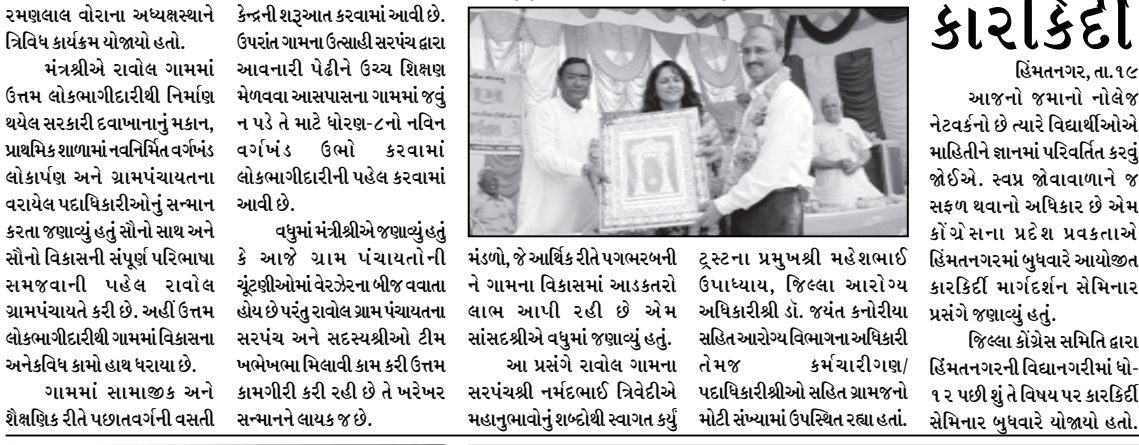 રમણલાલ વોરાના અધ્યક્ષસ્થાને
ત્રિવિધ કાર્યક્રમ યોજાયો હતો.
મંત્રશ્રીએ રાવોલ ગામમાં
ઉત્તમ લોકભાગીદારીથી નિર્માણ
થયેલ સરકારી દવાખાનાનું મકાન,
પ્રાથમિક શાળામાં નવનિર્મિત વર્ગખંડ
લોકાર્પણ અને ગ્રામપંચાયતના
વરાયેલ પદાધિકારીઓનું સન્માન
કરતા જણાવ્યું હતું સૌનો સાથ અને
સૌનો વિકાસની સંપૂર્ણ પરિભાષા
સમજવાની પહેલ રાવોલ
ગ્રામપંચાયતે કરી છે. અહીં ઉત્તમ
લોકભાગીદારીથી ગામમાં વિકાસના
અનેકવિધ કામો હાથ ધરાયા છે.
ગામમાં સામાજીક અને
શૈક્ષણિક રીતે પછાતવર્ગની વસતી
કેન્દ્રની શરૂઆત કરવામાં આવી છે.
ઉપરાંત ગામના ઉત્સાહી સરપંચ દ્વારા
આવનારી પેઢીને ઉચ્ચ શિક્ષણ
મેળવવા આસપાસના ગામમાં જવું
ન પડે તે માટે ધોરણ-૮નો નવિન
વર્ગખંડ ઉભો કરવામાં
લોકભાગીદારીની પહેલ કરવામાં
આવી છે.
વધુમાં મંત્રીશ્રીએ જણાવ્યું હતું
કે આજે ગ્રામ પંચાયતોની
ચૂંટણીઓમાં વેરઝેરના બીજ વવાતા
હોય છે પરંતુ રાવોલ ગ્રામ પંચાયતના
સરપંચ અને સદસ્યશ્રીઓ ટીમ
ખભેખભા મિલાવી કામ કરી ઉત્તમ
કામગીરી કરી રહી છે તે ખરેખર
સન્માનને લાયક જ છે.
મંડળો, જે આર્થિક રીતે પગભરબની
ને ગામના વિકાસમાં આડકતરો
લાભ આપી રહી છે એમ
સાંસદશ્રીએ વધુમાં જણાવ્યું હતું.
આ પ્રસંગે રાવોલ ગામના
સરપંચશ્રી નર્મદભાઈ ત્રિવેદીએ
મહાનુભાવોનું શબ્દોથી સ્વાગત કર્યું
ટ્રસ્ટના પ્રમુખશ્રી મહેશભાઈ
ઉપાધ્યાય, જિલ્લા આરોગ્ય
અધિકારીશ્રી ડૉ. જયંત કનોરીયા
સહિત આરોગ્ય વિભાગના અધિકારી
તેમજ કર્મચારીગણ/
પદાધિકારીશ્રીઓ સહિત ગ્રામજનો
મોટી સંખ્યામાં ઉપસ્થિત રહ્યા હતાં.
કારકિર્દી
હિંમતનગર, તા.૧૯
આજનો જમાનો નોલેજ
નેટવર્કનો છે ત્યારે વિદ્યાર્થીઓએ
માહિતીને જ્ઞાનમાં પરિવર્તિત કરવું
જોઈએ. સ્વપ્ન જોવાવાળાને જ
સફળ થવાનો અધિકાર છે એમ
કોંગ્રેસના પ્રદેશ પ્રવકતાએ
હિંમતનગરમાં બુધવારે આયોજીત
કારકિર્દી માર્ગદર્શન સેમિનાર
પ્રસંગે જણાવ્યું હતું.
જિલ્લા કોંગ્રેસ સમિતિ દ્વારા
હિંમતનગરની વિદ્યાનગરીમાં ધો-
૧૨ પછી શું તે વિષય પર કારકિર્દી
સેમિનાર બુધવારે યોજાયો હતો.